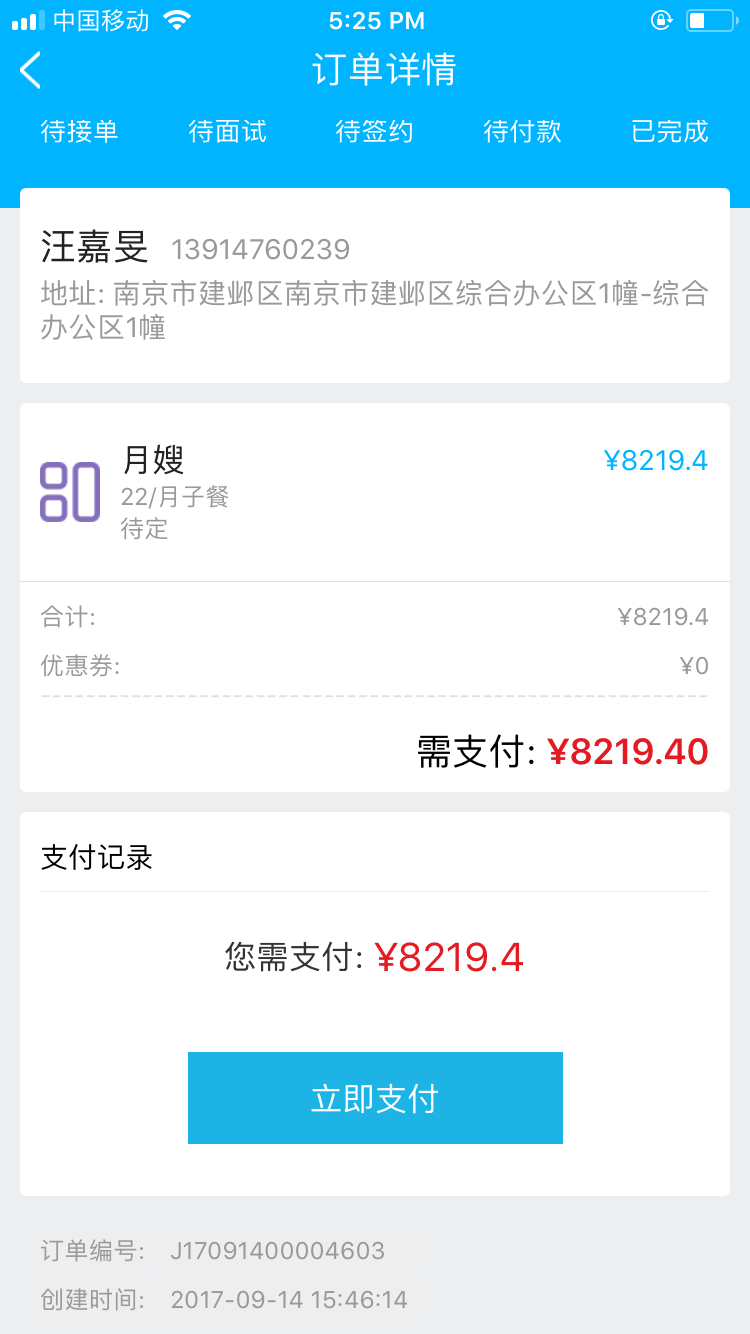 中国移动 5:25 PM
订单详情
待接单 待面试 待签约 待付款 已完成
汪嘉旻 13914760239
地址: 南京市建邺区南京市建邺区综合办公区1幢-综合
办公区1幢
月嫂 ¥8219.4
22/月子餐
待定
合计: ¥8219.4
优惠券: ¥0
需支付: ¥8219.40
支付记录
您需支付: ¥8219.4
立即支付
订单编号: J17091400004603
创建时间: 2017-09-14 15:46:14